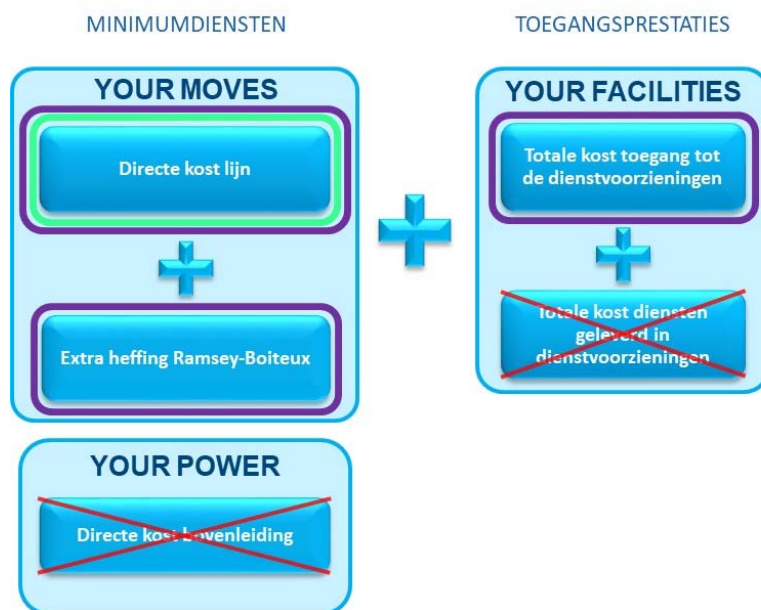 MINIMUMDIENSTEN
TOEGANGSPRESTATIES
YOUR MOVES
Directe kost lijn
Extra heffing Ramsey-Boiteux
YOUR FACILITIES
Totale kost toegang tot
de dienstvoorzieningen
Totale kost diensten
geleverd in
dienstvoorzieningen
YOUR POWER
Directe kost bovenleiding